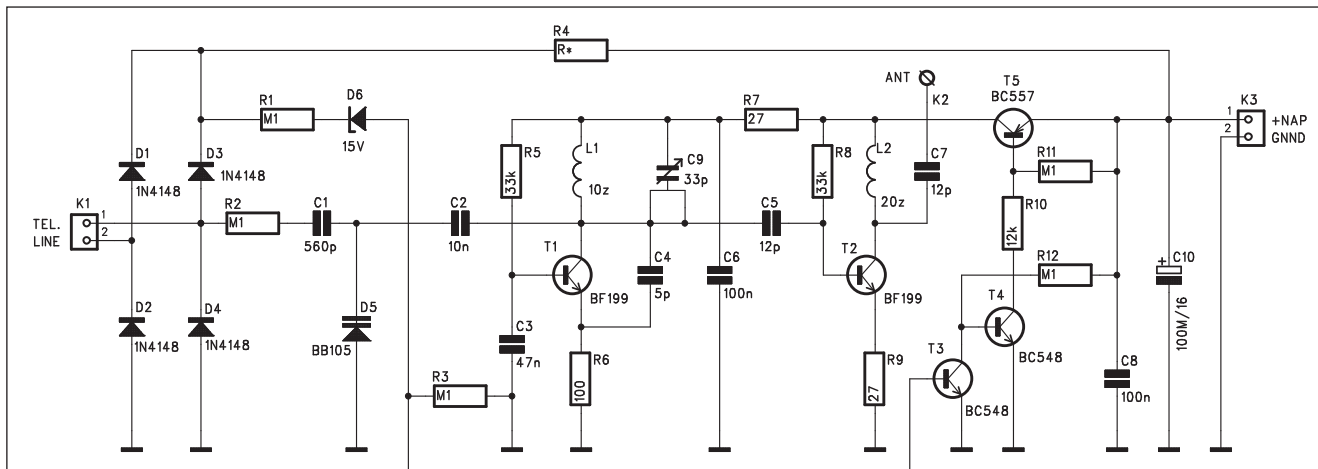 R4
R*
ANT
K2
T5
BC557
K3
1
+NAP
2
GNND
R1
M1
D6
15V
R7
27
R5
33k
L1
10z
C9
33p
R8
33k
L2
20z
C7
12p
R11
M1
D1
1N4148
D3
1N4148
K1
TEL.
1
LINE
2
R2
M1
C1
560p
C2
10n
C5
12p
R10
12k
T1
BF199
C4
5p
C6
100n
T2
BF199
R12
M1
C10
+
100M/16
D2
1N4148
D4
1N4148
D5
BB105
C3
47n
T4
BC548
R3
M1
R6
100
R9
27
T3
BC548
C8
100n